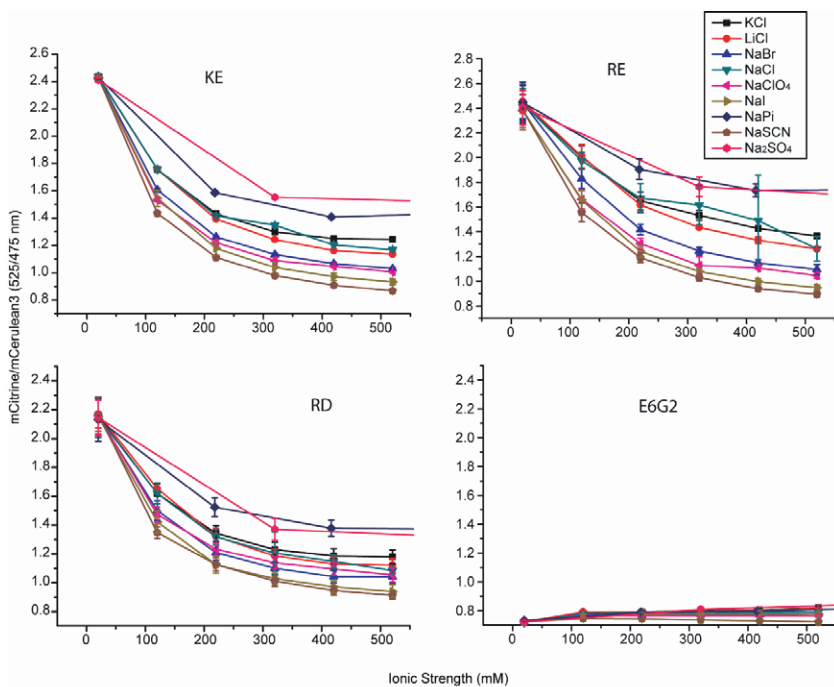 KE
2.6
2.4
2.2
2.0
1.8
1.6
1.4
1.2
1.0
0.8
0 100 200 300 400 500
RE
2.8
2.6
2.4
2.2
2.0
1.8
1.6
1.4
1.2
1.0
0.8
0 100 200 300 400 500
KCl
LiCl
NaBr
NaCl
NaClO₄
NaI
NaPi
NaSCN
Na₂SO₄
mCitrine/mCerulean3 (525/475 nm)
RD
2.4
2.2
2.0
1.8
1.6
1.4
1.2
1.0
0.8
0 100 200 300 400 500
E6G2
2.4
2.2
2.0
1.8
1.6
1.4
1.2
1.0
0.8
0 100 200 300 400 500
Ionic Strength (mM)